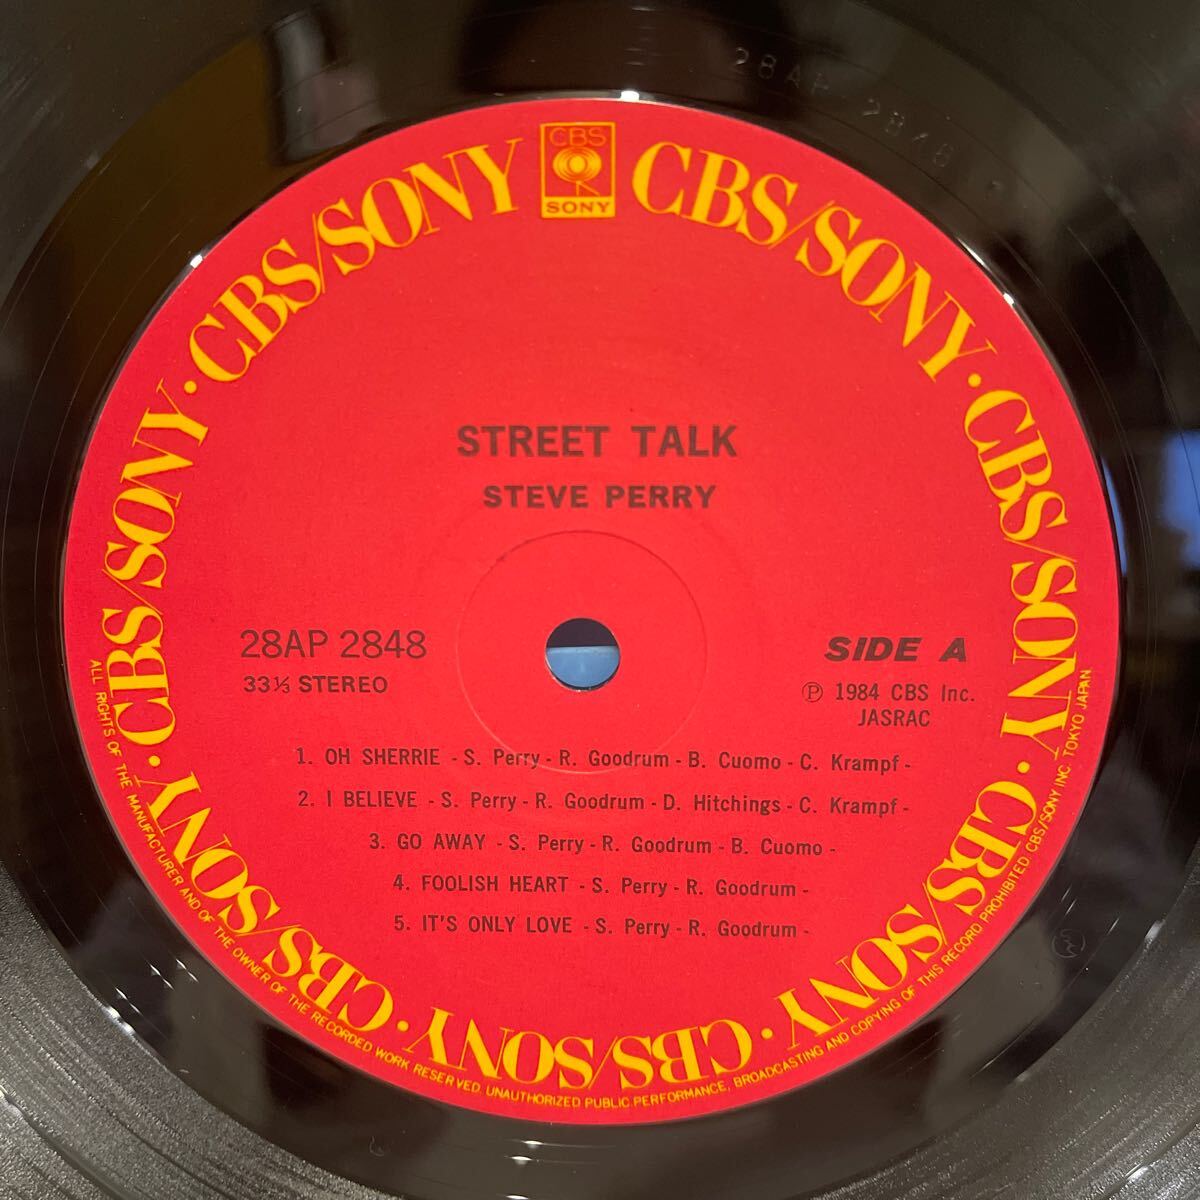 28AP 2848
CBS
SONY
CBS/SONY · CBS/SONY · CBS/SONY · CBS/SONY · CBS/SONY · CBS/SONY · CBS/SONY · CBS/SONY
STREET TALK
STEVE PERRY
28AP 2848
33⅓ STEREO
SIDE A
Ⓟ 1984 CBS Inc.
JASRAC
1. OH SHERRIE - S. Perry - R. Goodrum - B. Cuomo - C. Krampf -
2. I BELIEVE - S. Perry - R. Goodrum - D. Hitchings - C. Krampf -
3. GO AWAY - S. Perry - R. Goodrum - B. Cuomo -
4. FOOLISH HEART - S. Perry - R. Goodrum -
5. IT'S ONLY LOVE - S. Perry - R. Goodrum -
ALL RIGHTS OF THE MANUFACTURER AND OF THE OWNER OF THE RECORDED WORK RESERVED. UNAUTHORIZED PUBLIC PERFORMANCE, BROADCASTING AND COPYING OF THIS RECORD PROHIBITED CBS/SONY INC. TOKYO JAPAN